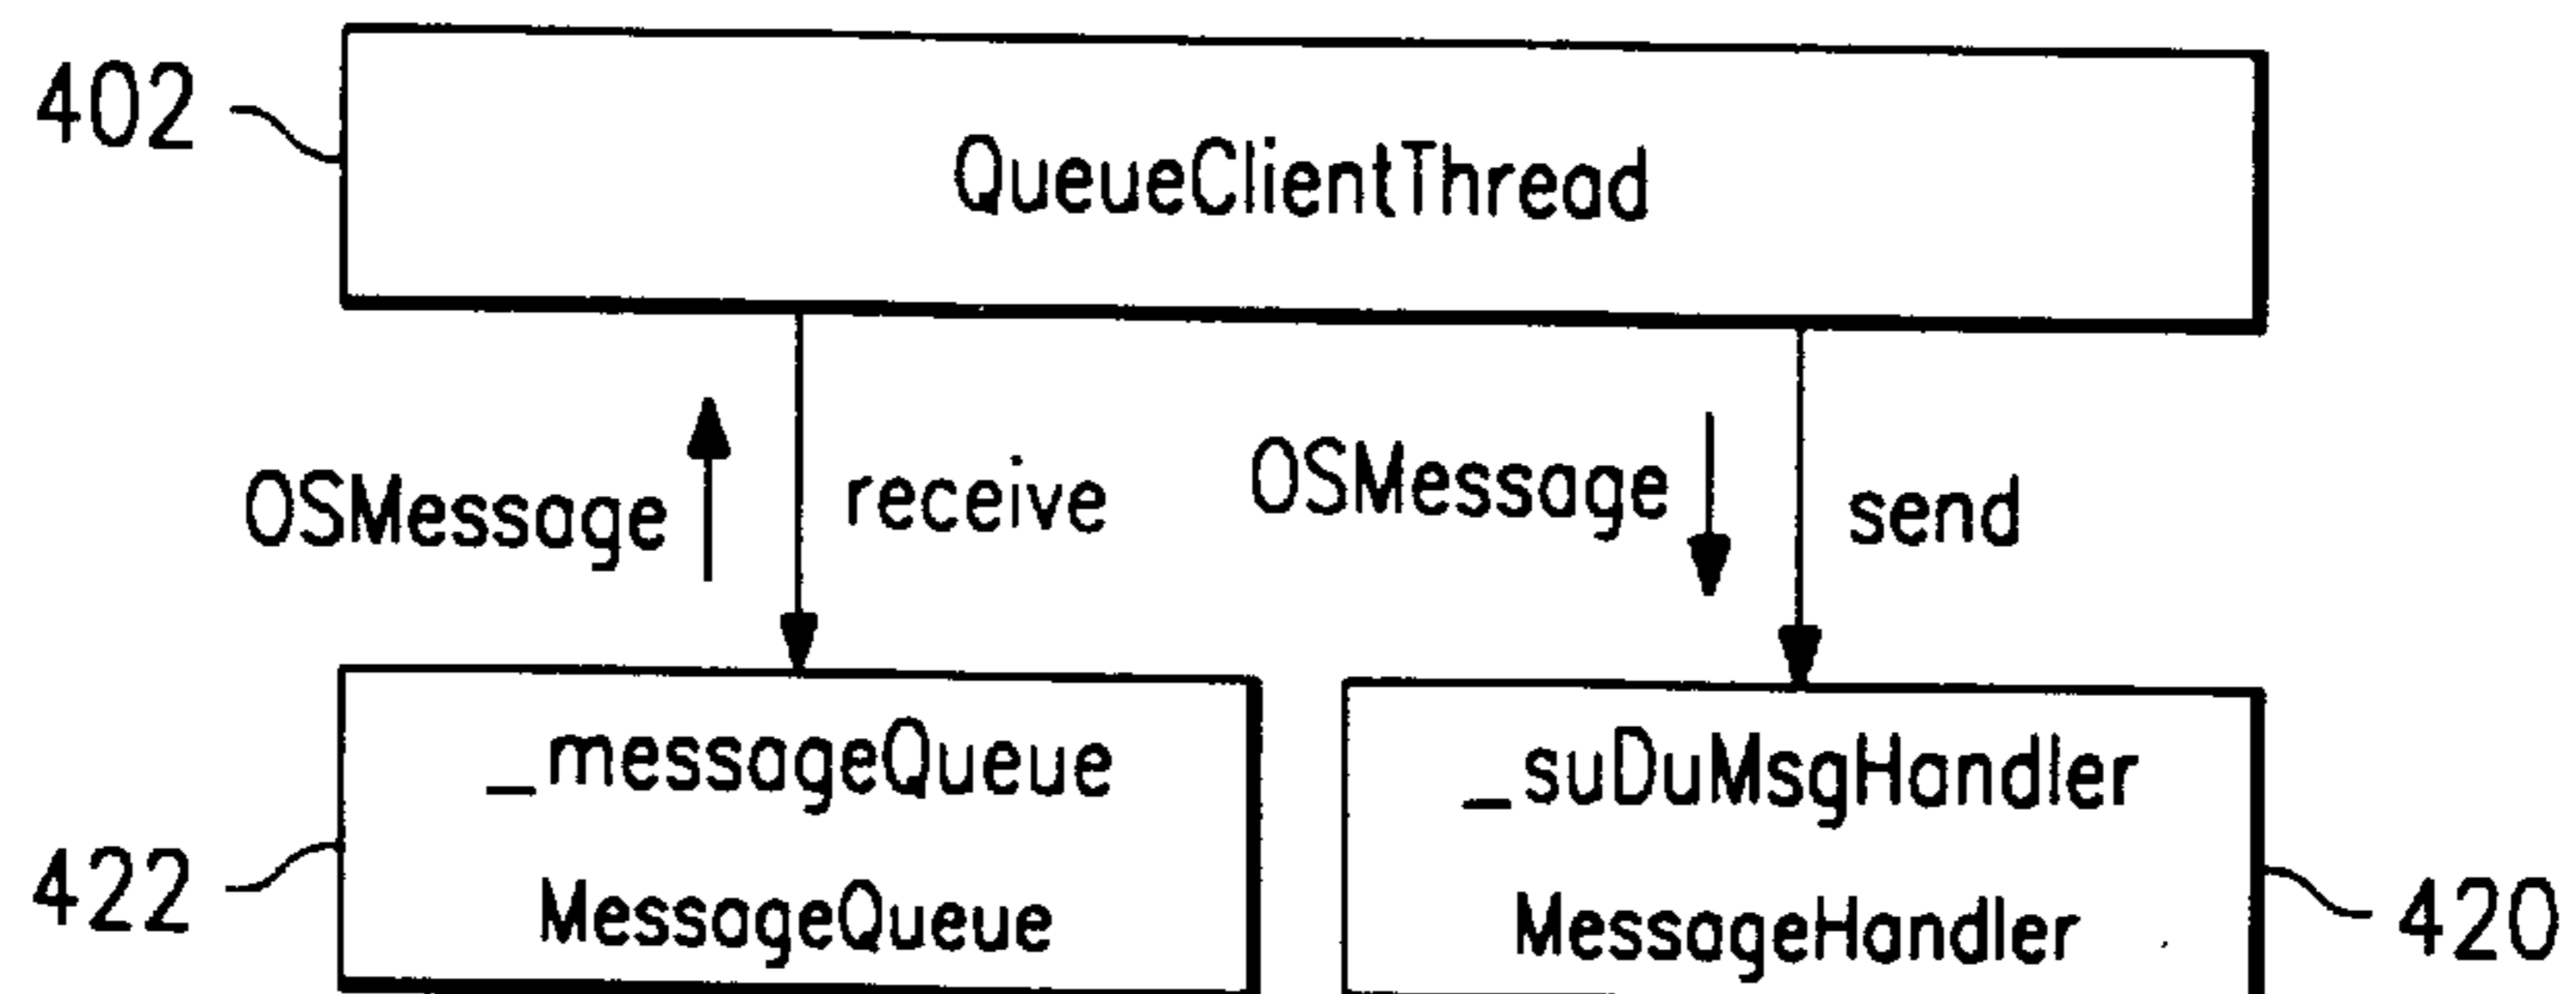 402
QueueClientThread
OSMessage
receive
OSMessage
send
_messageQueue
MessageQueue
422
_suDuMsgHandler
MessageHandler
420